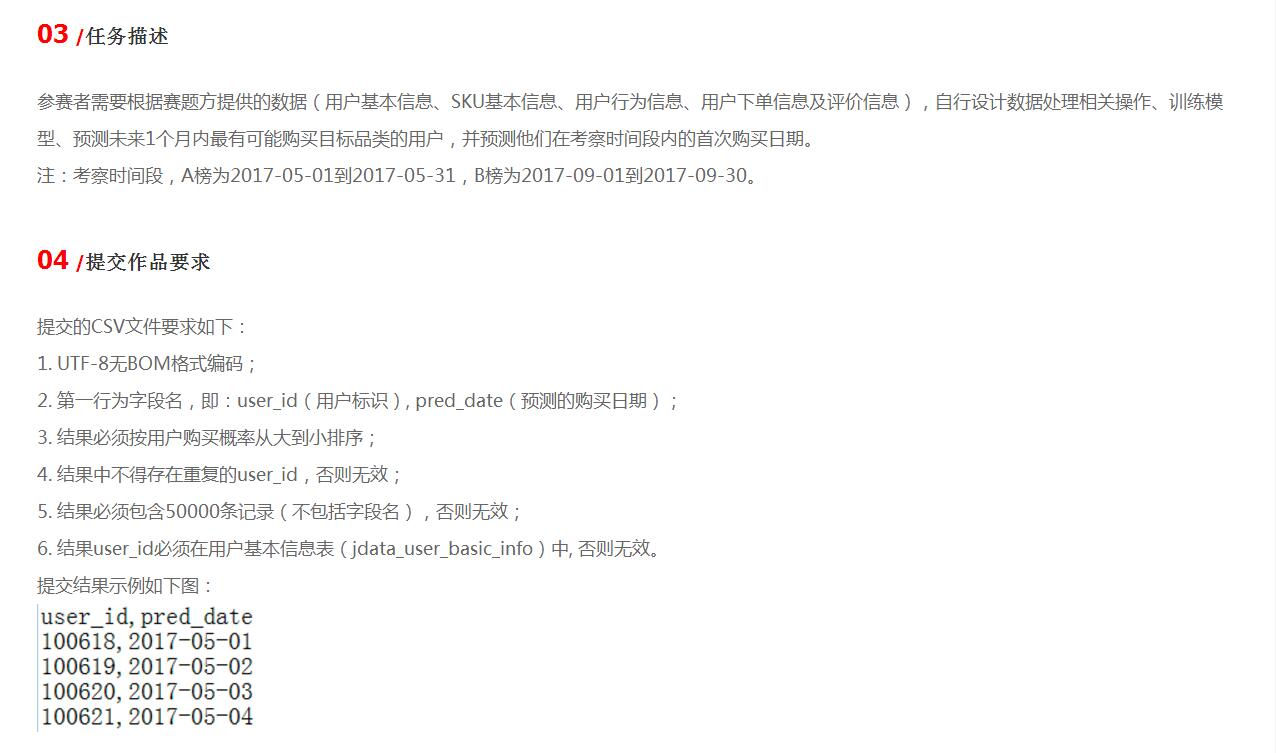 03 /任务描述
参赛者需要根据赛题方提供的数据（用户基本信息、SKU基本信息、用户行为信息、用户下单信息及评价信息），自行设计数据处理相关操作、训练模
型、预测未来1个月内最有可能购买目标品类的用户，并预测他们在考察时间段内的首次购买日期。
注：考察时间段，A榜为2017-05-01到2017-05-31，B榜为2017-09-01到2017-09-30。
04 /提交作品要求
提交的CSV文件要求如下：
1. UTF-8无BOM格式编码；
2. 第一行为字段名，即：user_id（用户标识）, pred_date（预测的购买日期）；
3. 结果必须按用户购买概率从大到小排序；
4. 结果中不得存在重复的user_id，否则无效；
5. 结果必须包含50000条记录（不包括字段名），否则无效；
6. 结果user_id必须在用户基本信息表（jdata_user_basic_info）中, 否则无效。
提交结果示例如下图：
user_id,pred_date
100618,2017-05-01
100619,2017-05-02
100620,2017-05-03
100621,2017-05-04